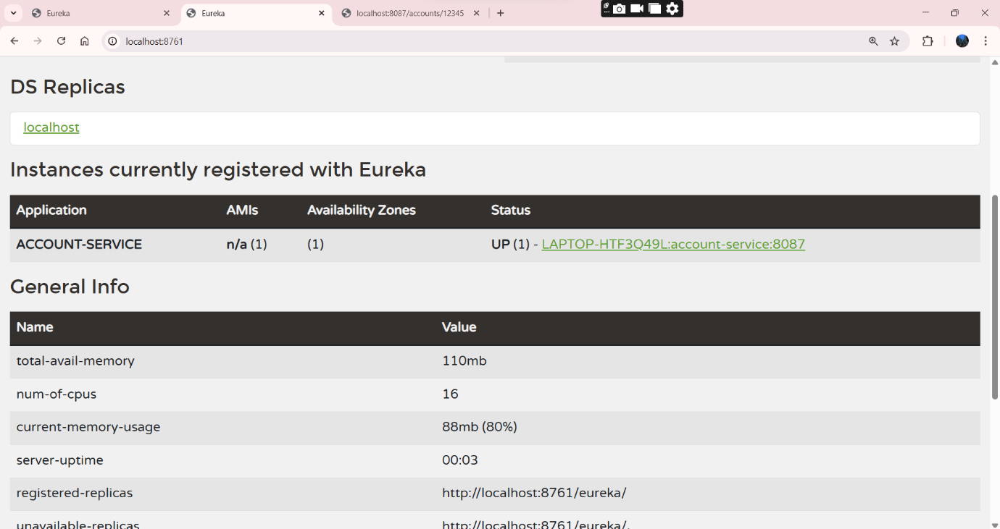 Eureka
Eureka
localhost:8087/accounts/12345
localhost:8761
DS Replicas
localhost
Instances currently registered with Eureka
Application AMIs Availability Zones Status
ACCOUNT-SERVICE n/a (1) (1) UP (1) - LAPTOP-HTF3Q49L:account-service:8087
General Info
Name Value
total-avail-memory 110mb
num-of-cpus 16
current-memory-usage 88mb (80%)
server-uptime 00:03
registered-replicas http://localhost:8761/eureka/
unavailable-replicas http://localhost:8761/eureka/,